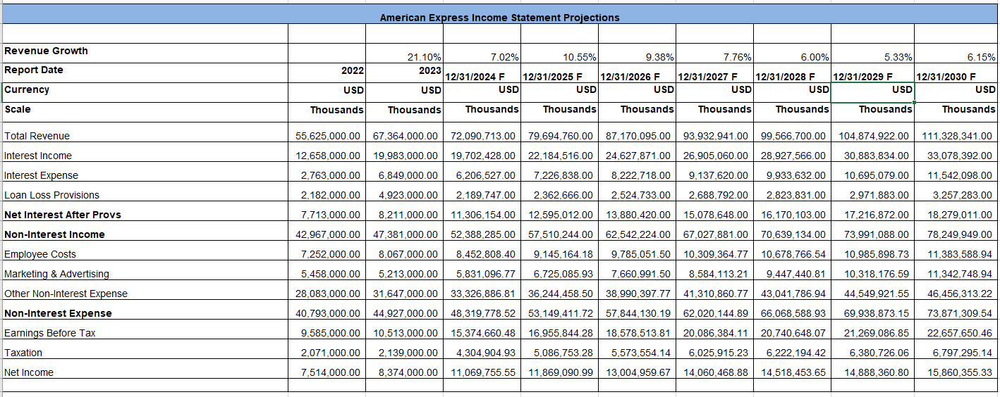 American Express Income Statement Projections
Revenue Growth 21.10% 7.02% 10.55% 9.38% 7.76% 6.00% 5.33% 6.15%
Report Date 2022 2023 12/31/2024 F 12/31/2025 F 12/31/2026 F 12/31/2027 F 12/31/2028 F 12/31/2029 F 12/31/2030 F
Currency USD USD USD USD USD USD USD USD USD
Scale Thousands Thousands Thousands Thousands Thousands Thousands Thousands Thousands Thousands
Total Revenue 55,625,000.00 67,364,000.00 72,090,713.00 79,694,760.00 87,170,095.00 93,932,941.00 99,566,700.00 104,874,922.00 111,328,341.00
Interest Income 12,658,000.00 19,983,000.00 19,702,428.00 22,184,516.00 24,627,871.00 26,905,060.00 28,927,566.00 30,883,834.00 33,078,392.00
Interest Expense 2,763,000.00 6,849,000.00 6,206,527.00 7,226,838.00 8,222,718.00 9,137,620.00 9,933,632.00 10,695,079.00 11,542,098.00
Loan Loss Provisions 2,182,000.00 4,923,000.00 2,189,747.00 2,362,666.00 2,524,733.00 2,688,792.00 2,823,831.00 2,971,883.00 3,257,283.00
Net Interest After Provs 7,713,000.00 8,211,000.00 11,306,154.00 12,595,012.00 13,880,420.00 15,078,648.00 16,170,103.00 17,216,872.00 18,279,011.00
Non-Interest Income 42,967,000.00 47,381,000.00 52,388,285.00 57,510,244.00 62,542,224.00 67,027,881.00 70,639,134.00 73,991,088.00 78,249,949.00
Employee Costs 7,252,000.00 8,067,000.00 8,452,808.40 9,145,164.18 9,785,051.50 10,309,364.77 10,678,766.54 10,985,898.73 11,383,588.94
Marketing & Advertising 5,458,000.00 5,213,000.00 5,831,096.77 6,725,085.93 7,660,991.50 8,584,113.21 9,447,440.81 10,318,176.59 11,342,748.94
Other Non-Interest Expense 28,083,000.00 31,647,000.00 33,326,886.81 36,244,458.50 38,990,397.77 41,310,860.77 43,041,786.94 44,549,921.55 46,456,313.22
Non-Interest Expense 40,793,000.00 44,927,000.00 48,319,778.52 53,149,411.72 57,844,130.19 62,020,144.89 66,068,588.93 69,938,873.15 73,871,309.54
Earnings Before Tax 9,585,000.00 10,513,000.00 15,374,660.48 16,955,844.28 18,578,513.81 20,086,384.11 20,740,648.07 21,269,086.85 22,657,650.46
Taxation 2,071,000.00 2,139,000.00 4,304,904.93 5,086,753.28 5,573,554.14 6,025,915.23 6,222,194.42 6,380,726.06 6,797,295.14
Net Income 7,514,000.00 8,374,000.00 11,069,755.55 11,869,090.99 13,004,959.67 14,060,468.88 14,518,453.65 14,888,360.80 15,860,355.33